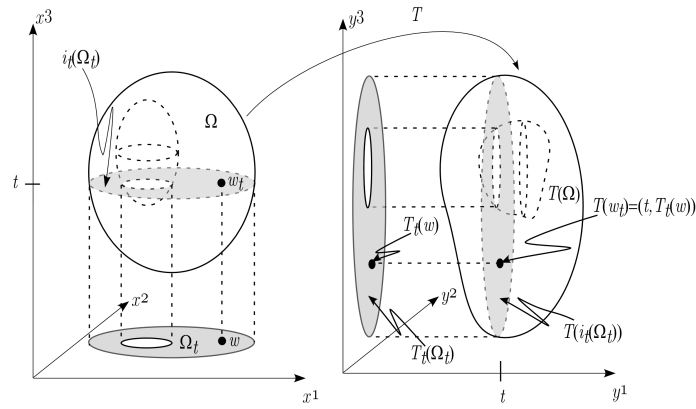 x3
i_t(Ω_t)
Ω
t
w_t
x2
Ω_t
w
x1
T
y3
T(Ω)
T(w_t)=(t, T_t(w))
T_t(w)
y2
T(i_t(Ω_t))
T_t(Ω_t)
t
y1